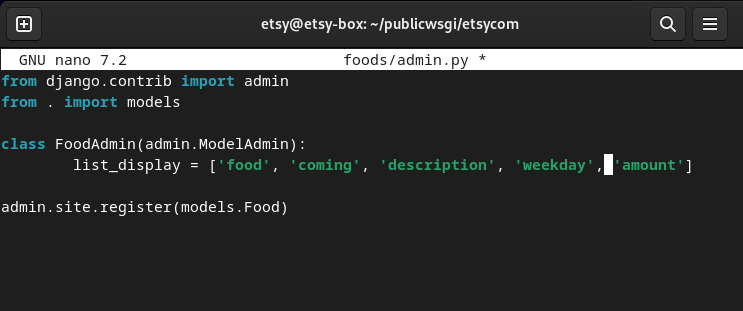 etsy@etsy-box: ~/publicwsgi/etsycom
GNU nano 7.2 foods/admin.py *
from django.contrib import admin
from . import models
class FoodAdmin(admin.ModelAdmin):
list_display = ['food', 'coming', 'description', 'weekday', 'amount']
admin.site.register(models.Food)